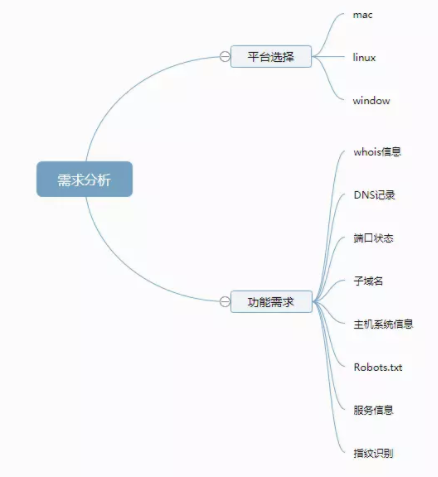 需求分析
平台选择
mac
linux
window
功能需求
whois信息
DNS记录
端口状态
子域名
主机系统信息
Robots.txt
服务信息
指纹识别